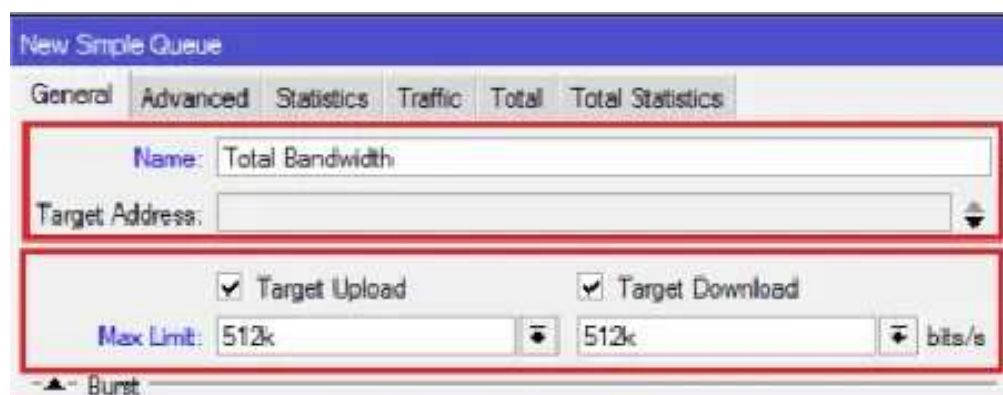 New Simple Queue
General Advanced Statistics Traffic Total Total Statistics
Name: Total Bandwidth
Target Address:
Target Upload Target Download
Max Limit: 512k 512k bits/s
Burst